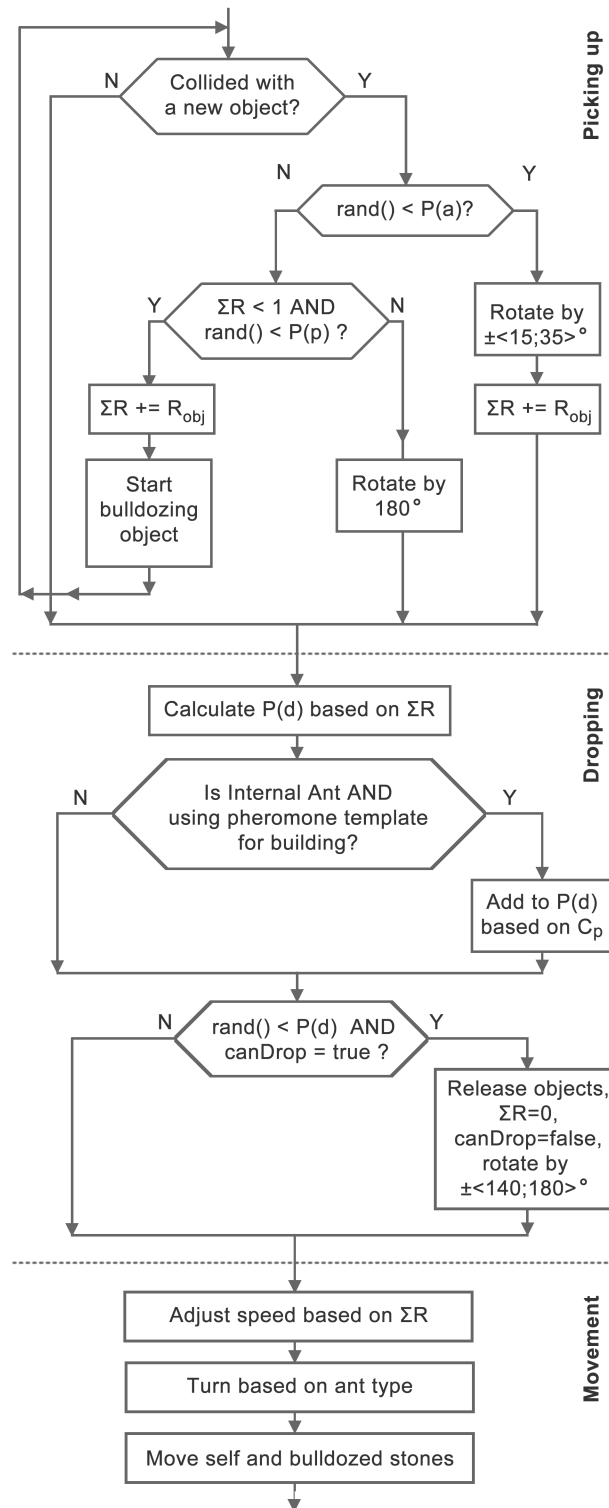 Picking up
Collided with
a new object?
N
Y
rand() < P(a)?
N
Y
ΣR < 1 AND
rand() < P(p) ?
Y
N
Rotate by
±<15;35>°
ΣR += Robj
ΣR += Robj
Start
bulldozing
object
Rotate by
180°
Dropping
Calculate P(d) based on ΣR
Is Internal Ant AND
using pheromone template
for building?
N
Y
Add to P(d)
based on Cp
rand() < P(d) AND
canDrop = true ?
N
Y
Release objects,
ΣR=0,
canDrop=false,
rotate by
±<140;180>°
Movement
Adjust speed based on ΣR
Turn based on ant type
Move self and bulldozed stones